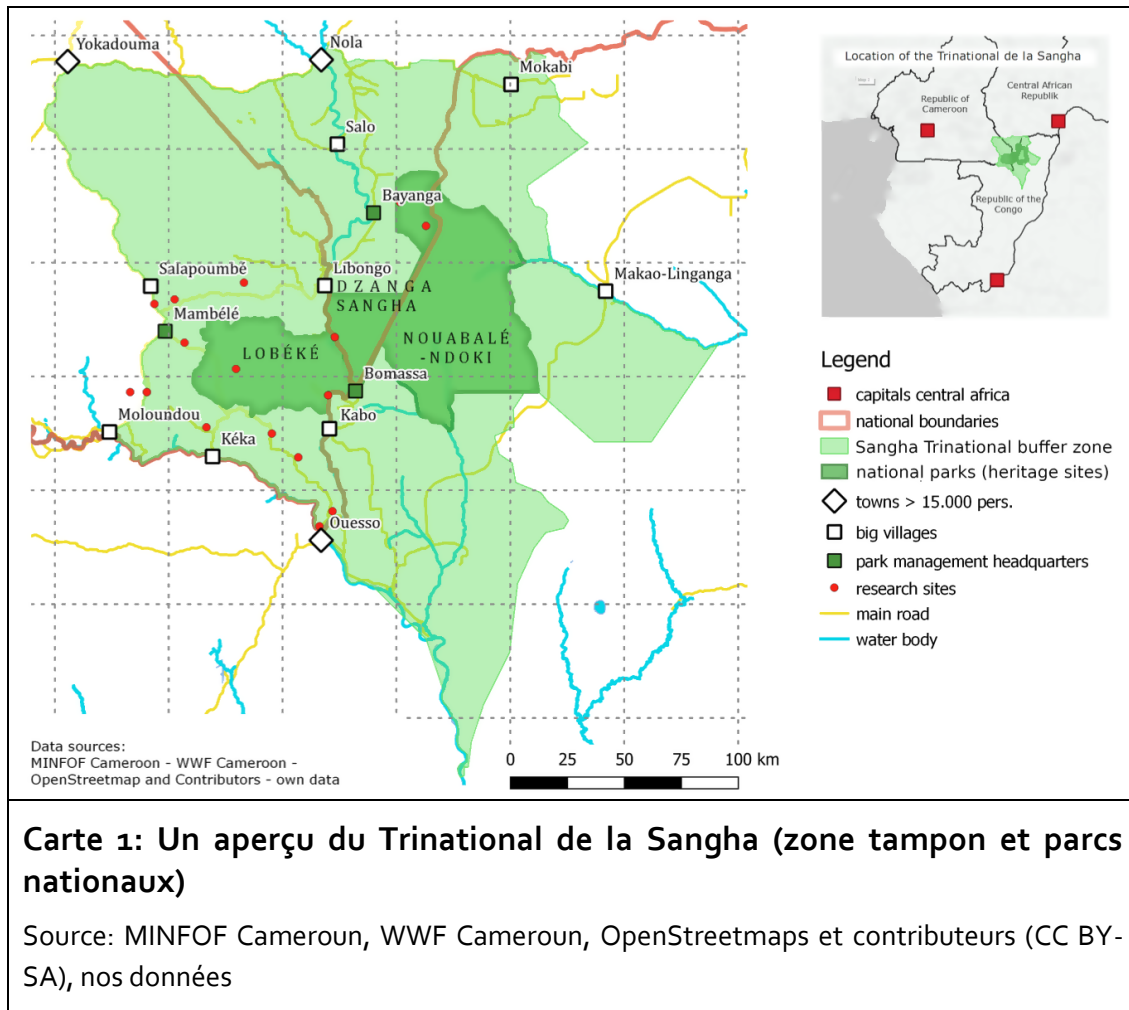 Yokadouma
Nola
Mokabi
Salo
Bayanga
Salapoumbé
Libongo
DZANGA
SANGHA
Makao-Linganga
Mambélé
LOBÉKÉ
NOUABALÉ
-NDOKI
Bomassa
Moloundou
Kabo
Kéka
Ouesso
Data sources:
MINFOF Cameroon - WWF Cameroon -
OpenStreetmap and Contributors - own data
0 25 50 75 100 km
Location of the Trinational de la Sangha
Central African
Republik
Republic of
Cameroon
Republic of the
Congo
Legend
capitals central africa
national boundaries
Sangha Trinational buffer zone
national parks (heritage sites)
towns > 15.000 pers.
big villages
park management headquarters
research sites
main road
water body
Carte 1: Un aperçu du Trinational de la Sangha (zone tampon et parcs
nationaux)
Source: MINFOF Cameroun, WWF Cameroun, OpenStreetmaps et contributeurs (CC BY-
SA), nos données